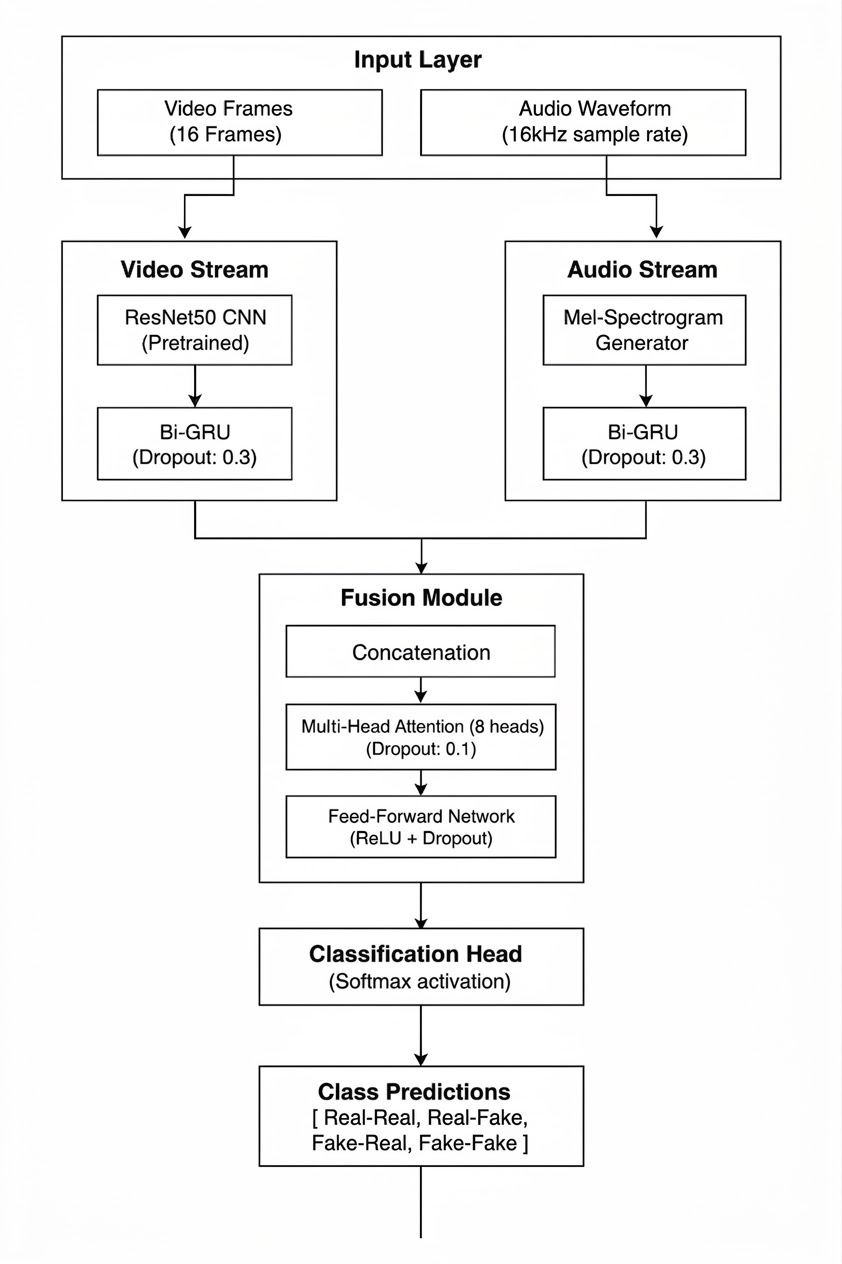 Input Layer
Video Frames
(16 Frames)
Audio Waveform
(16kHz sample rate)
Video Stream
ResNet50 CNN
(Pretrained)
Bi-GRU
(Dropout: 0.3)
Audio Stream
Mel-Spectrogram
Generator
Bi-GRU
(Dropout: 0.3)
Fusion Module
Concatenation
Multi-Head Attention (8 heads)
(Dropout: 0.1)
Feed-Forward Network
(ReLU + Dropout)
Classification Head
(Softmax activation)
Class Predictions
[ Real-Real, Real-Fake,
Fake-Real, Fake-Fake ]